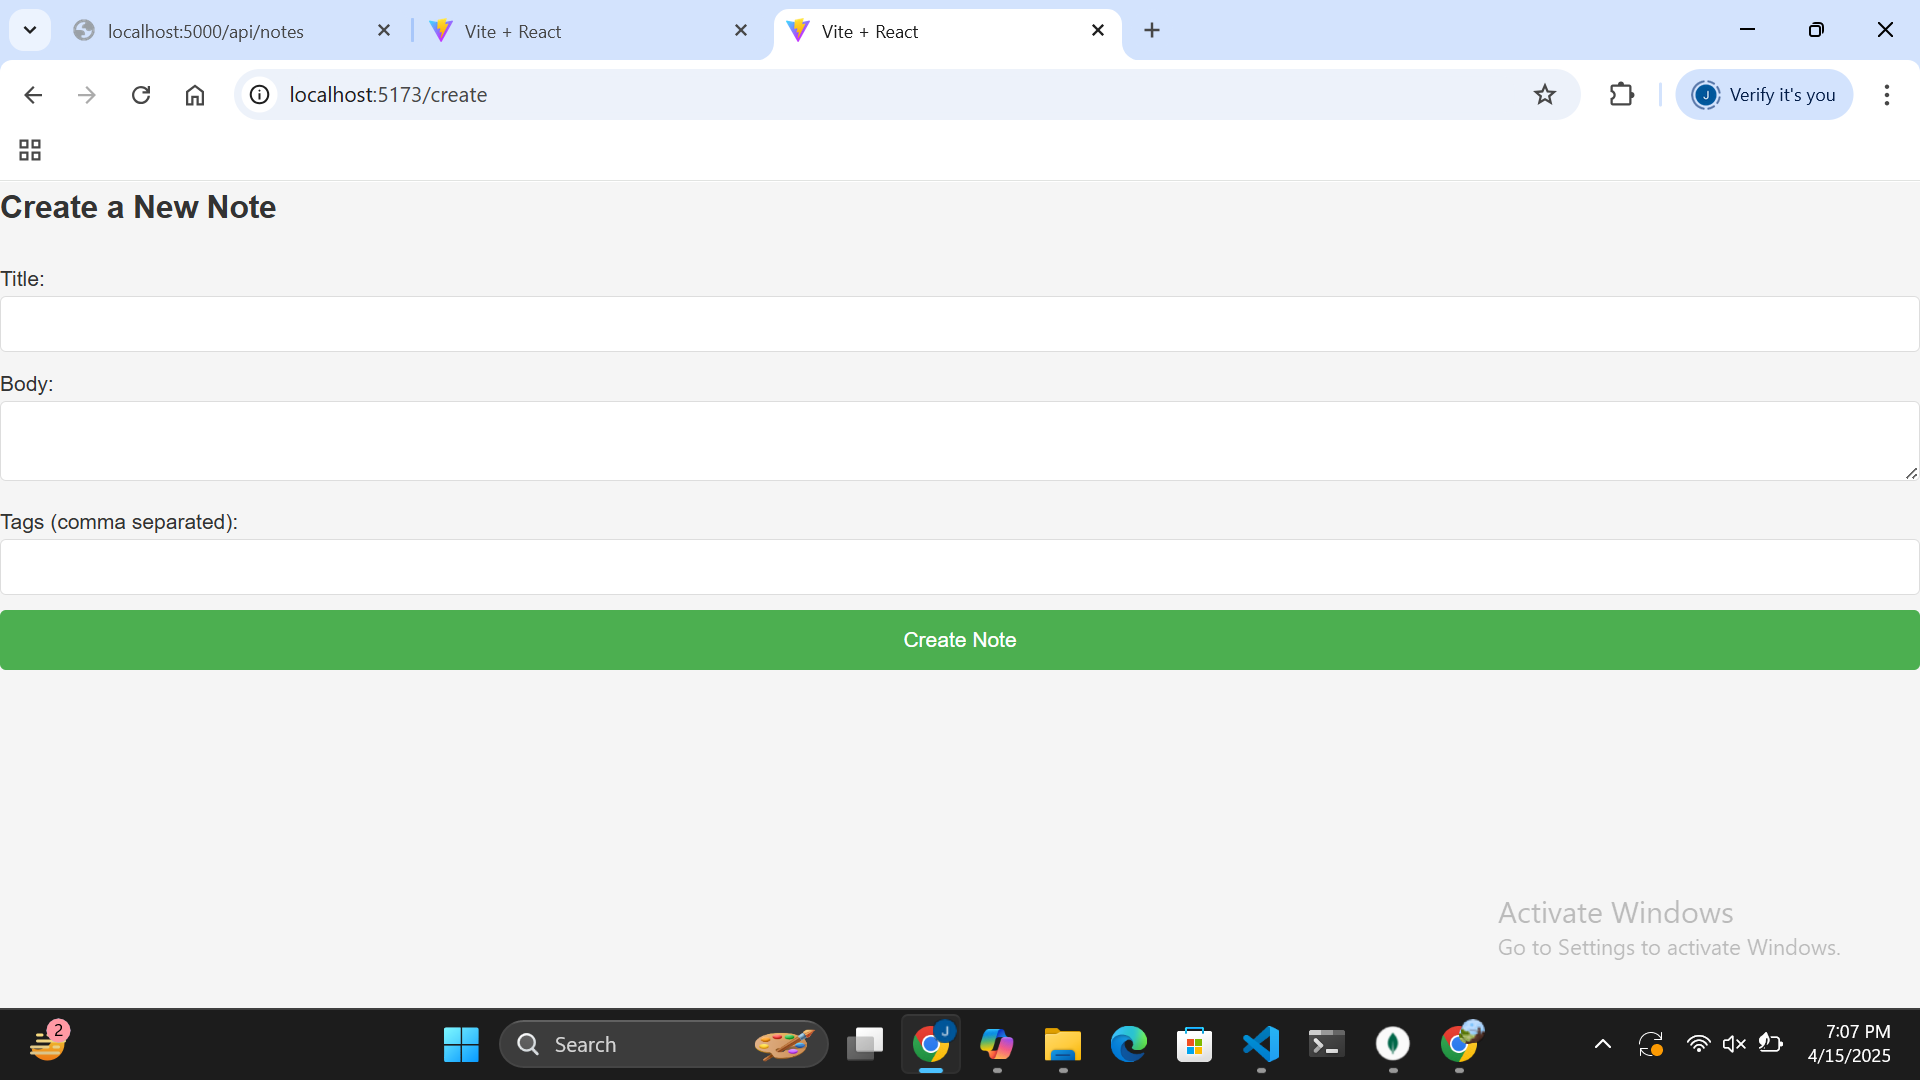 localhost:5000/api/notes
Vite + React
Vite + React
localhost:5173/create
J
Verify it's you
Create a New Note
Title:
Body:
Tags (comma separated):
Create Note
Activate Windows
Go to Settings to activate Windows.
2
Search
J
7:07 PM
4/15/2025